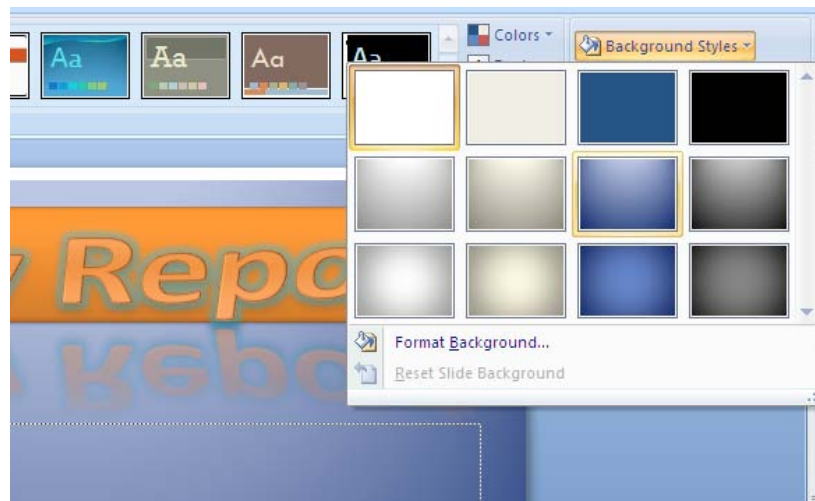 Colors
Background Styles
Aa
Aa
Aa
Aa
y Repo
Format Background...
Reset Slide Background